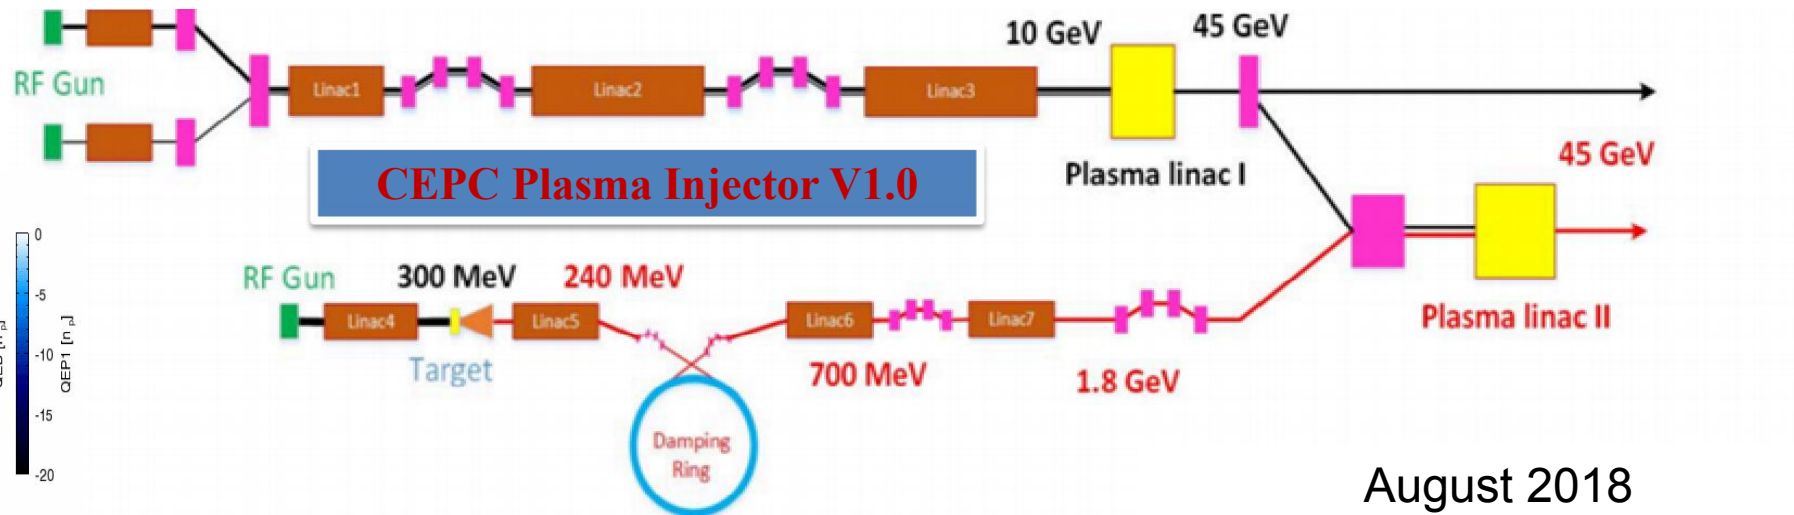 10 GeV
45 GeV
RF Gun
Linac1
Linac2
Linac3
Plasma linac I
45 GeV
CEPC Plasma Injector V1.0
0
-5
-10
-15
-20
QEP1 [n p]
RF Gun
300 MeV
240 MeV
Linac4
Linac5
Linac6
Linac7
Plasma linac II
Target
700 MeV
1.8 GeV
Damping
Ring
August 2018